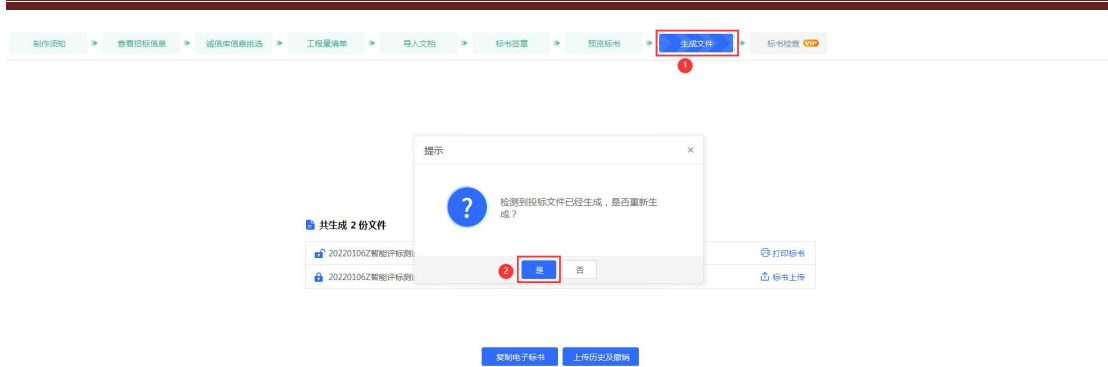 制作须知 查看招标信息 诚信库信息挑选 工程量清单 导入文档 标书签章 预览标书 生成文件 标书检查 VIP
1
提示 ×
? 检测到投标文件已经生成，是否重新生
成？
共生成 2 份文件
20220106Z智能评标测试 打印标书
2 是 否
20220106Z智能评标测试 标书上传
复制电子标书 上传历史及撤销